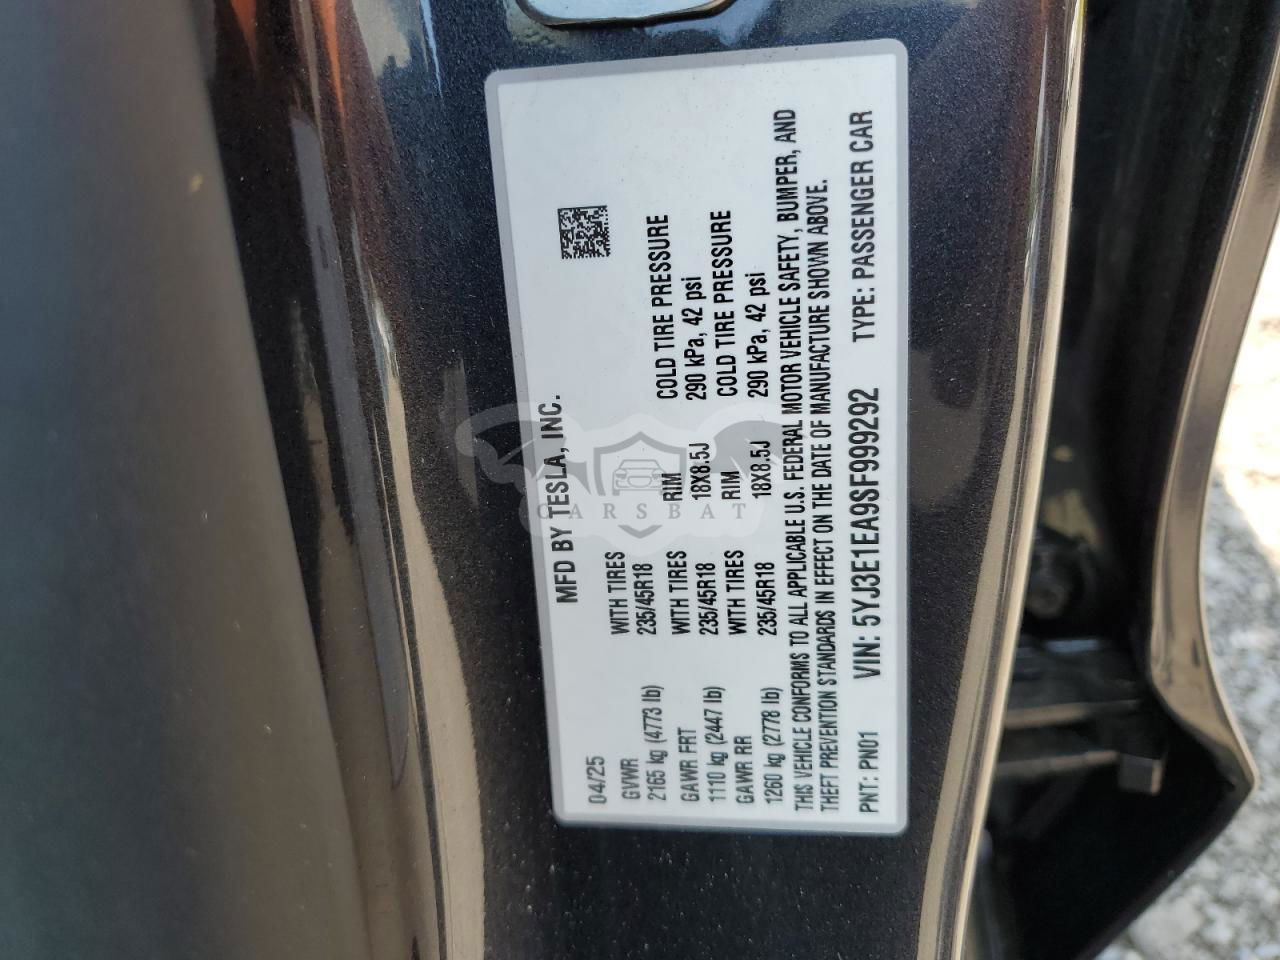 MFD BY TESLA, INC.
04/25
GVWR
2165 kg (4773 lb)
WITH TIRES
235/45R18
RIM
18X8.5J
COLD TIRE PRESSURE
290 kPa, 42 psi
GAWR FRT
1110 kg (2447 lb)
WITH TIRES
235/45R18
RIM
18X8.5J
COLD TIRE PRESSURE
290 kPa, 42 psi
GAWR RR
1260 kg (2778 lb)
WITH TIRES
235/45R18
THIS VEHICLE CONFORMS TO ALL APPLICABLE U.S. FEDERAL MOTOR VEHICLE SAFETY, BUMPER, AND
THEFT PREVENTION STANDARDS IN EFFECT ON THE DATE OF MANUFACTURE SHOWN ABOVE.
PNT: PN01 VIN: 5YJ3E1EA9SF999292 TYPE: PASSENGER CAR
CARSBAT